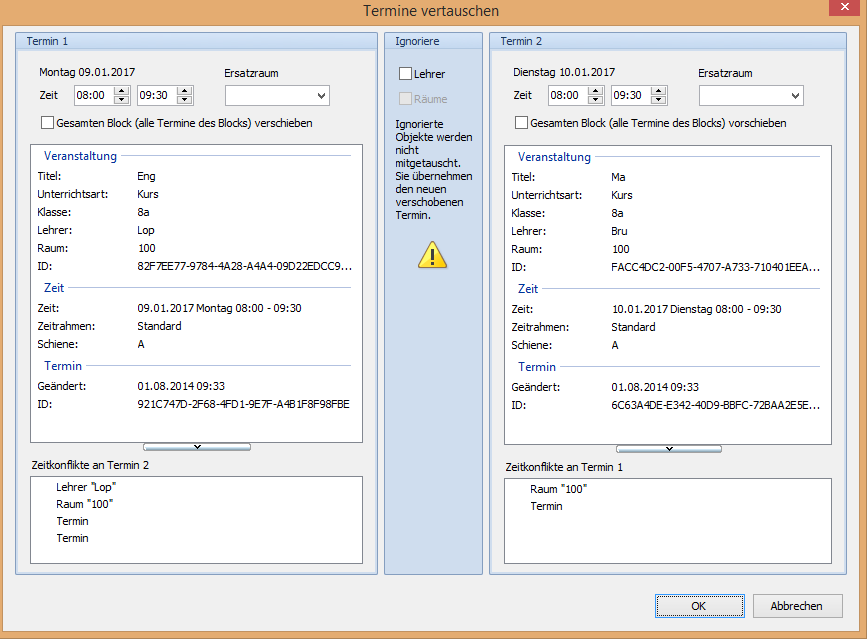 Termine vertauschen
Termin 1
Montag 09.01.2017
Ersatzraum
Zeit 08:00 09:30
Gesamten Block (alle Termine des Blocks) verschieben
Veranstaltung
Titel: Eng
Unterrichtsart: Kurs
Klasse: 8a
Lehrer: Lop
Raum: 100
ID: 82F7EE77-9784-4A28-A4A4-09D22EDCC9...
Zeit
Zeit: 09.01.2017 Montag 08:00 - 09:30
Zeitrahmen: Standard
Schiene: A
Termin
Geändert: 01.08.2014 09:33
ID: 921C747D-2F68-4FD1-9E7F-A4B1F8F98FBE
Zeitkonflikte an Termin 2
Lehrer "Lop"
Raum "100"
Termin
Termin
Ignoriere
Lehrer
Räume
Ignorierte
Objekte werden
nicht
mitgetauscht.
Sie übernehmen
den neuen
verschobenen
Termin.
Termin 2
Dienstag 10.01.2017
Ersatzraum
Zeit 08:00 09:30
Gesamten Block (alle Termine des Blocks) vorschieben
Veranstaltung
Titel: Ma
Unterrichtsart: Kurs
Klasse: 8a
Lehrer: Bru
Raum: 100
ID: FACC4DC2-00F5-4707-A733-710401EEA...
Zeit
Zeit: 10.01.2017 Dienstag 08:00 - 09:30
Zeitrahmen: Standard
Schiene: A
Termin
Geändert: 01.08.2014 09:33
ID: 6C63A4DE-E342-40D9-BBFC-72BAA2E5E...
Zeitkonflikte an Termin 1
Raum "100"
Termin
OK
Abbrechen